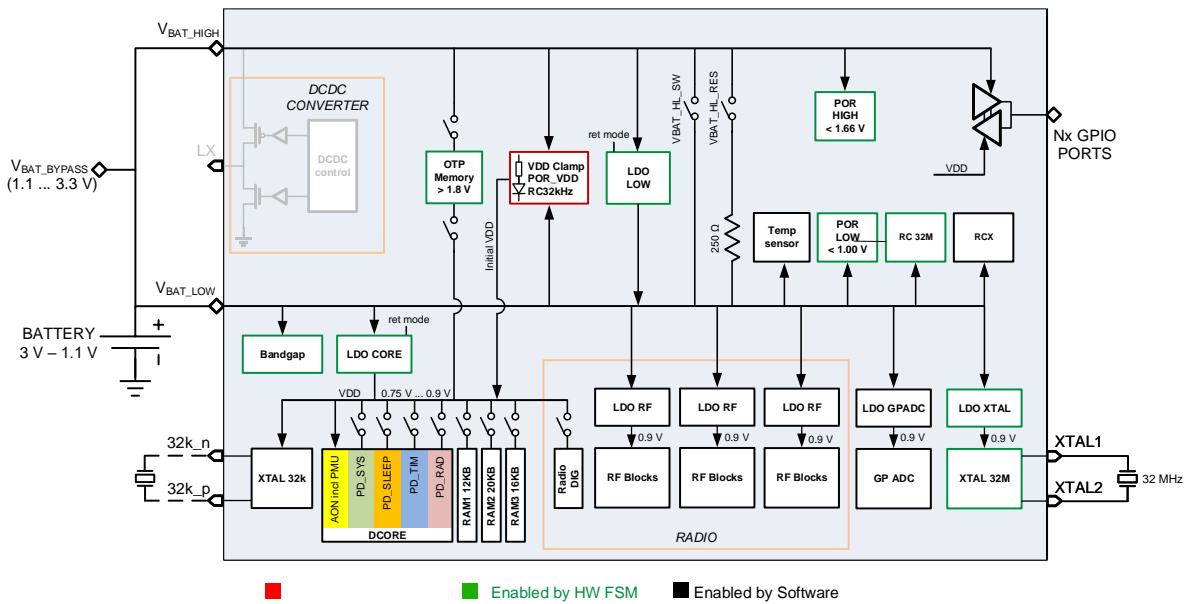 VBAT_HIGH
DCDC
CONVERTER
LX
DCDC
control
VBAT_BYPASS
(1.1 ... 3.3 V)
OTP
Memory
> 1.8 V
VDD Clamp
POR_VDD
RC32kHz
ret mode
LDO
LOW
VBAT_HL_SW
VBAT_HL_RES
POR
HIGH
< 1.66 V
Nx GPIO
PORTS
VDD
Initial VDD
250 Ω
Temp
sensor
POR
LOW
< 1.00 V
RC 32M
RCX
VBAT_LOW
BATTERY
3 V – 1.1 V
+
Bandgap
ret mode
LDO CORE
VDD 0.75 V ... 0.9 V
LDO RF
LDO RF
LDO RF
LDO GPADC
LDO XTAL
0.9 V
0.9 V
0.9 V
0.9 V
0.9 V
32k_n
32k_p
XTAL 32k
AON incl PMU
PD_SYS
PD_SLEEP
PD_TIM
PD_RAD
DCORE
RAM1 12KB
RAM2 20KB
RAM3 16KB
Radio
DIG
RF Blocks
RF Blocks
RF Blocks
GP ADC
XTAL 32M
XTAL1
XTAL2
32 MHz
RADIO
Enabled by HW FSM
Enabled by Software